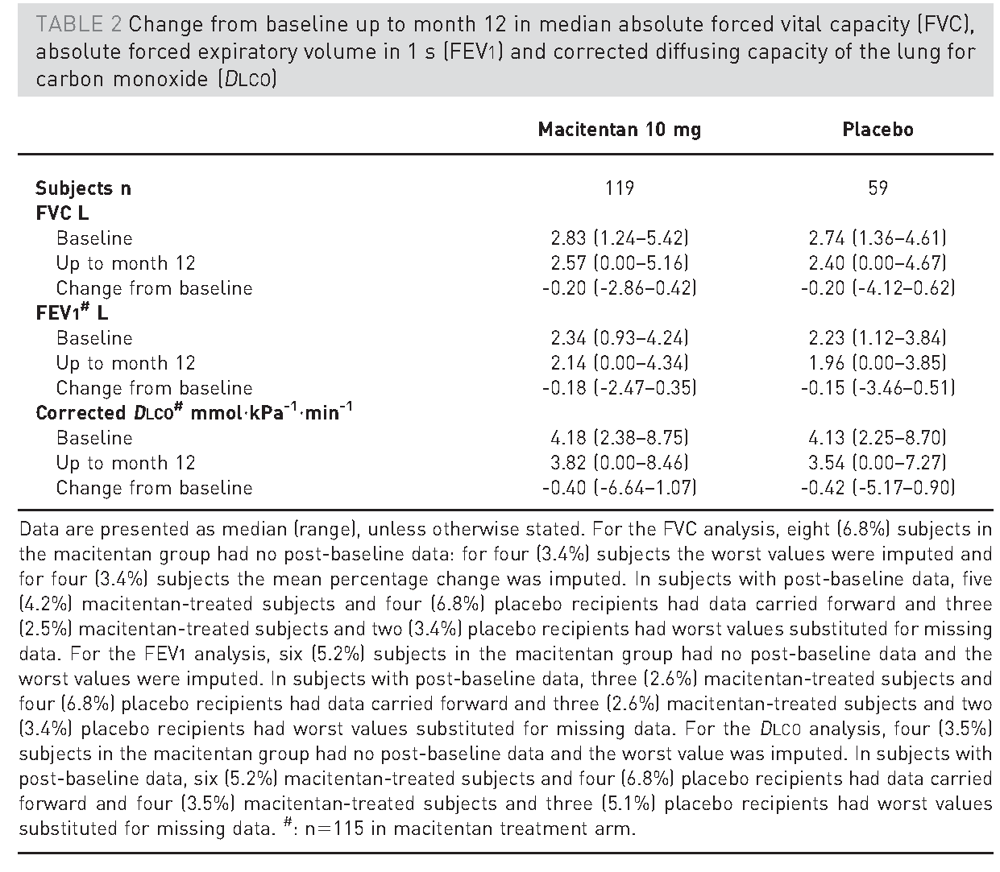 TABLE 2 Change from baseline up to month 12 in median absolute forced vital capacity (FVC),
absolute forced expiratory volume in 1 s (FEV1) and corrected diffusing capacity of the lung for
carbon monoxide (DLCO)
Macitentan 10 mg Placebo
Subjects n 119 59
FVC L
Baseline 2.83 (1.24–5.42) 2.74 (1.36–4.61)
Up to month 12 2.57 (0.00–5.16) 2.40 (0.00–4.67)
Change from baseline -0.20 (-2.86–0.42) -0.20 (-4.12–0.62)
FEV1# L
Baseline 2.34 (0.93–4.24) 2.23 (1.12–3.84)
Up to month 12 2.14 (0.00–4.34) 1.96 (0.00–3.85)
Change from baseline -0.18 (-2.47–0.35) -0.15 (-3.46–0.51)
Corrected DLCO# mmol·kPa⁻¹·min⁻¹
Baseline 4.18 (2.38–8.75) 4.13 (2.25–8.70)
Up to month 12 3.82 (0.00–8.46) 3.54 (0.00–7.27)
Change from baseline -0.40 (-6.64–1.07) -0.42 (-5.17–0.90)
Data are presented as median (range), unless otherwise stated. For the FVC analysis, eight (6.8%) subjects in
the macitentan group had no post-baseline data: for four (3.4%) subjects the worst values were imputed and
for four (3.4%) subjects the mean percentage change was imputed. In subjects with post-baseline data, five
(4.2%) macitentan-treated subjects and four (6.8%) placebo recipients had data carried forward and three
(2.5%) macitentan-treated subjects and two (3.4%) placebo recipients had worst values substituted for missing
data. For the FEV1 analysis, six (5.2%) subjects in the macitentan group had no post-baseline data and the
worst values were imputed. In subjects with post-baseline data, three (2.6%) macitentan-treated subjects and
four (6.8%) placebo recipients had data carried forward and three (2.6%) macitentan-treated subjects and two
(3.4%) placebo recipients had worst values substituted for missing data. For the DLCO analysis, four (3.5%)
subjects in the macitentan group had no post-baseline data and the worst value was imputed. In subjects with
post-baseline data, six (5.2%) macitentan-treated subjects and four (6.8%) placebo recipients had data carried
forward and four (3.5%) macitentan-treated subjects and three (5.1%) placebo recipients had worst values
substituted for missing data. #: n=115 in macitentan treatment arm.